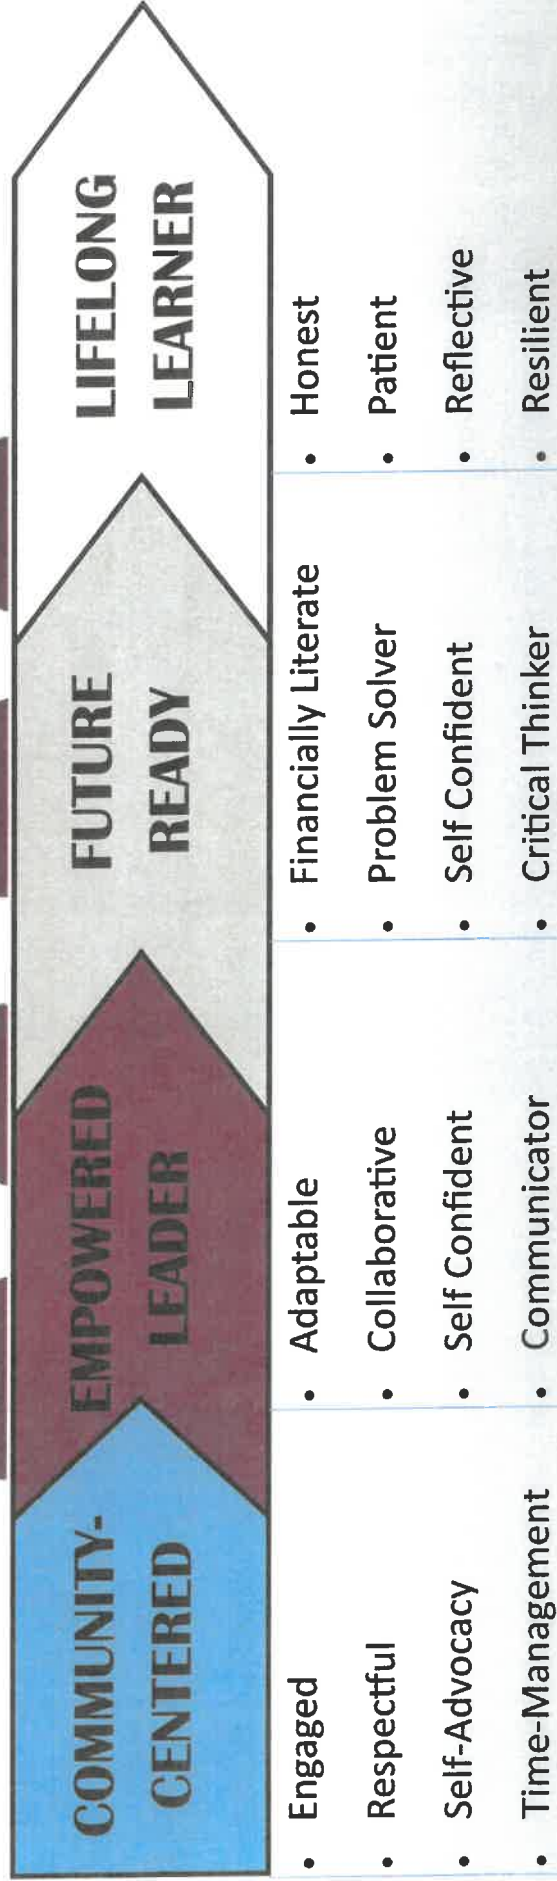 COMMUNITY-
CENTERED
• Engaged
• Respectful
• Self-Advocacy
• Time-Management
EMPOWERED
LEADER
• Adaptable
• Collaborative
• Self Confident
• Communicator
FUTURE
READY
• Financially Literate
• Problem Solver
• Self Confident
• Critical Thinker
LIFELONG
LEARNER
• Honest
• Patient
• Reflective
• Resilient